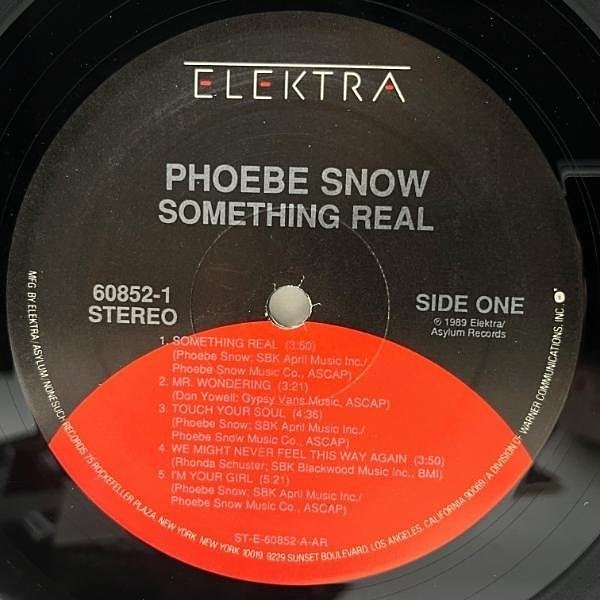 ELEKTRA
PHOEBE SNOW
SOMETHING REAL
60852-1
STEREO
SIDE ONE
℗ 1989 Elektra/
Asylum Records
1. SOMETHING REAL (3:50)
(Phoebe Snow; SBK April Music Inc./
Phoebe Snow Music Co., ASCAP)
2. MR. WONDERING (3:21)
(Don Yowell; Gypsy Vans Music, ASCAP)
3. TOUCH YOUR SOUL (4:36)
(Phoebe Snow; SBK April Music Inc./
Phoebe Snow Music Co., ASCAP)
4. WE MIGHT NEVER FEEL THIS WAY AGAIN (3:50)
(Rhonda Schuster; SBK Blackwood Music Inc., BMI)
5. I'M YOUR GIRL (5:21)
(Phoebe Snow; SBK April Music Inc./
Phoebe Snow Music Co., ASCAP)
ST-E-60852-A-AR
MFG BY ELEKTRA/ASYLUM/NONESUCH RECORDS 75 ROCKEFELLER PLAZA, NEW YORK, NEW YORK 10019. 9229 SUNSET BOULEVARD, LOS ANGELES, CALIFORNIA 90069/A DIVISION OF WARNER COMMUNICATIONS, INC.